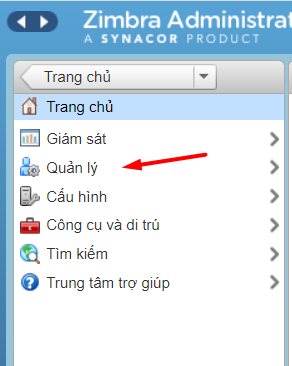 Zimbra Administrat
A SYNACOR PRODUCT
Trang chủ
Trang chủ
Giám sát
Quản lý
Cấu hình
Công cụ và di trú
Tìm kiếm
Trung tâm trợ giúp